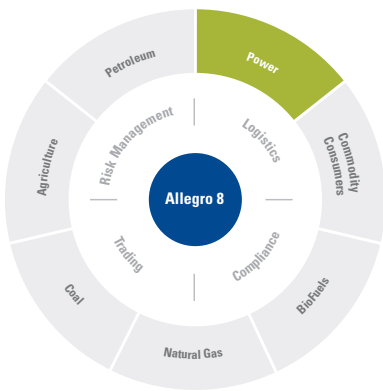 Petroleum
Power
Agriculture
Risk Management
Logistics
Commodity
Consumers
Allegro 8
Trading
Compliance
Coal
BioFuels
Natural Gas